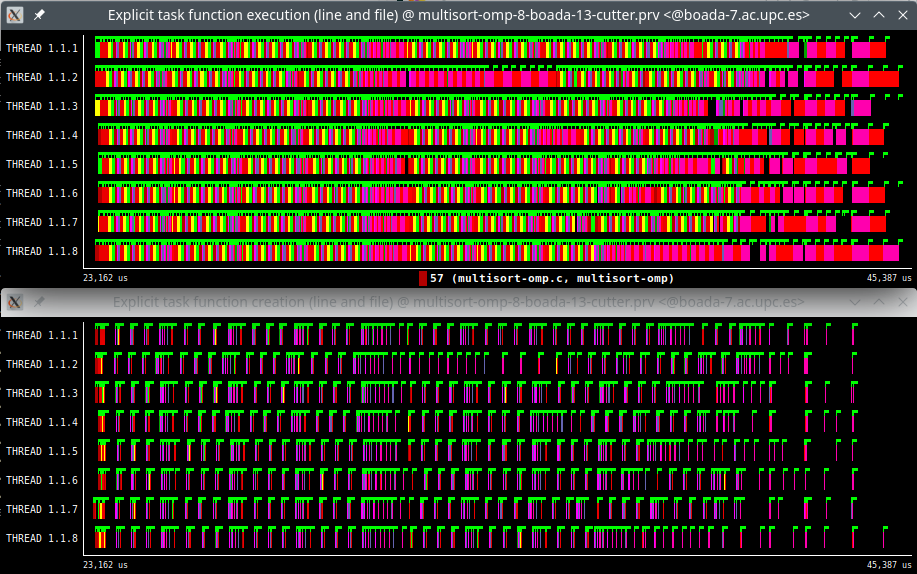 Explicit task function execution (line and file) @ multisort-omp-8-boada-13-cutter.prv <@boada-7.ac.upc.es>
THREAD 1.1.1
THREAD 1.1.2
THREAD 1.1.3
THREAD 1.1.4
THREAD 1.1.5
THREAD 1.1.6
THREAD 1.1.7
THREAD 1.1.8
23,162 us
57 (multisort-omp.c, multisort-omp)
45,387 us
Explicit task function creation (line and file) @ multisort-omp-8-boada-13-cutter.prv <@boada-7.ac.upc.es>
THREAD 1.1.1
THREAD 1.1.2
THREAD 1.1.3
THREAD 1.1.4
THREAD 1.1.5
THREAD 1.1.6
THREAD 1.1.7
THREAD 1.1.8
23,162 us
45,387 us